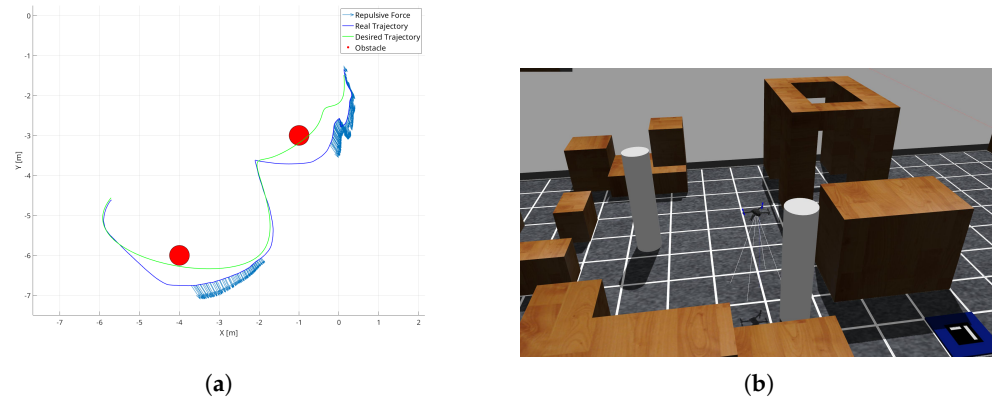 Repulsive Force
Real Trajectory
Desired Trajectory
Obstacle
0
-1
-2
-3
-4
-5
-6
-7
Y [m]
-7 -6 -5 -4 -3 -2 -1 0 1 2
X [m]
(a) (b)